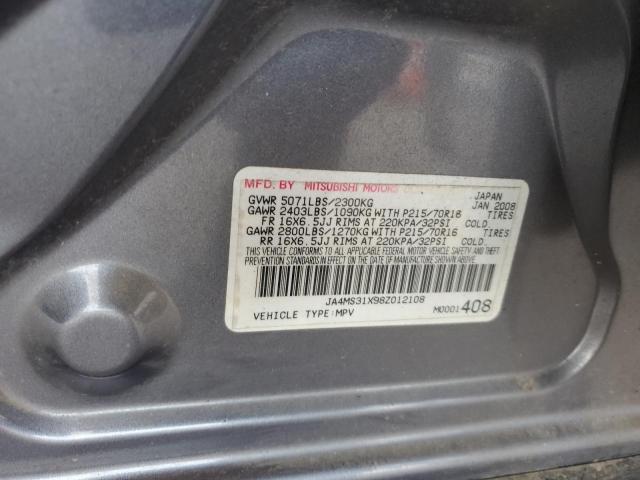 MFD. BY MITSUBISHI MOTORS JAPAN
GVWR 5071LBS/2300KG JAN 2008
GAWR 2403LBS/1090KG WITH P215/70R16 TIRES
FR 16X6.5JJ RIMS AT 220KPA/32PSI COLD
GAWR 2800LBS/1270KG WITH P215/70R16 TIRES
RR 16X6.5JJ RIMS AT 220KPA/32PSI COLD
THIS VEHICLE CONFORMS TO ALL APPLICABLE FEDERAL MOTOR VEHICLE SAFETY AND THEFT
PREVENTION STANDARDS IN EFFECT ON THE DATE OF MANUFACTURE SHOWN ABOVE.
JA4MS31X98Z012108
VEHICLE TYPE:MPV M0001408